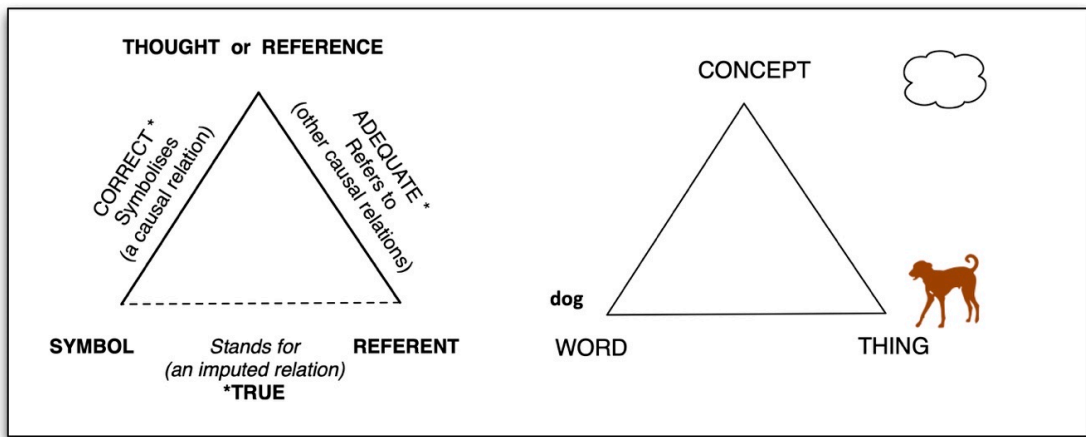 THOUGHT or REFERENCE
CORRECT *
Symbolises
(a causal relation)
ADEQUATE *
Refers to
(other causal relations)
SYMBOL
Stands for
(an imputed relation)
*TRUE
REFERENT
CONCEPT
dog
WORD
THING